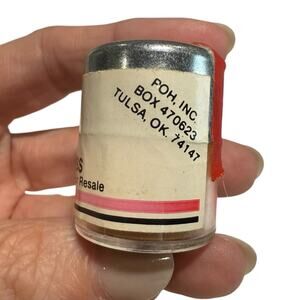 POH, INC.
BOX 470623
TULSA, OK. 74147
S
Resale